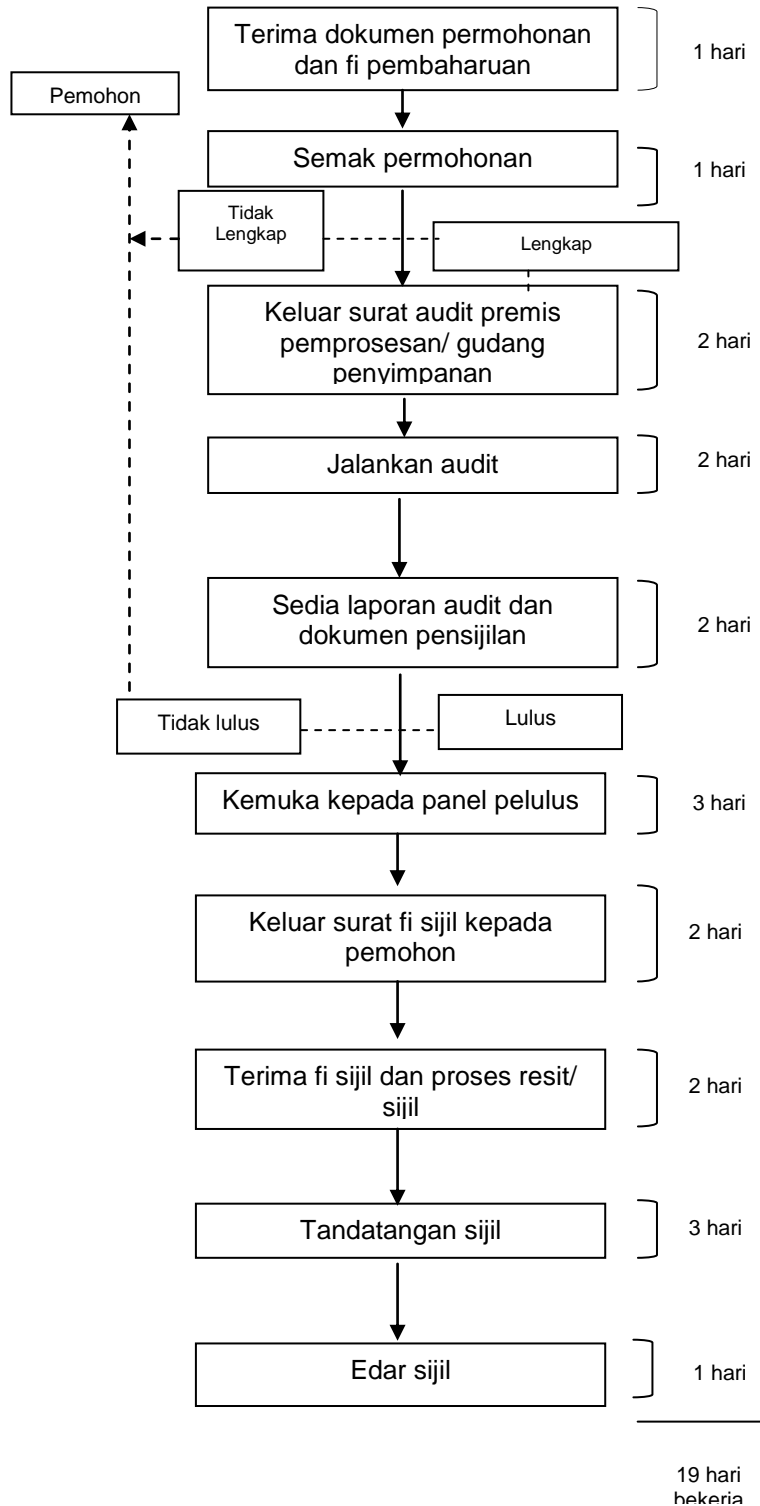 Terima dokumen permohonan
dan fi pembaharuan
1 hari
Pemohon
Semak permohonan
1 hari
Tidak
Lengkap
Lengkap
Keluar surat audit premis
pemprosesan/ gudang
penyimpanan
2 hari
Jalankan audit
2 hari
Sedia laporan audit dan
dokumen pensijilan
2 hari
Tidak lulus
Lulus
Kemuka kepada panel pelulus
3 hari
Keluar surat fi sijil kepada
pemohon
2 hari
Terima fi sijil dan proses resit/
sijil
2 hari
Tandatangan sijil
3 hari
Edar sijil
1 hari
19 hari
bekerja